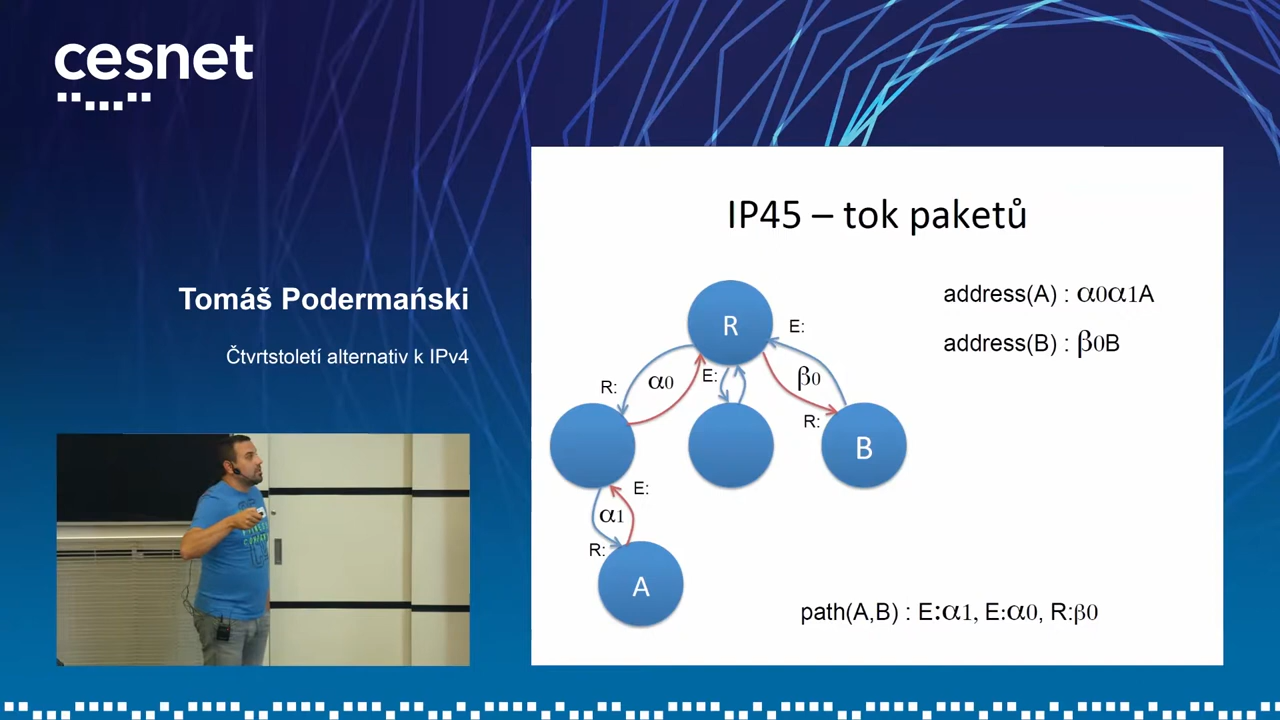 cesnet
Tomáš Podermański
Čtvrtstoletí alternativ k IPv4
IP45 – tok paketů
address(A) : α0α1A
address(B) : β0B
R
E:
R:
α0
E:
β0
R:
B
E:
α1
R:
A
path(A,B) : E:α1, E:α0, R:β0